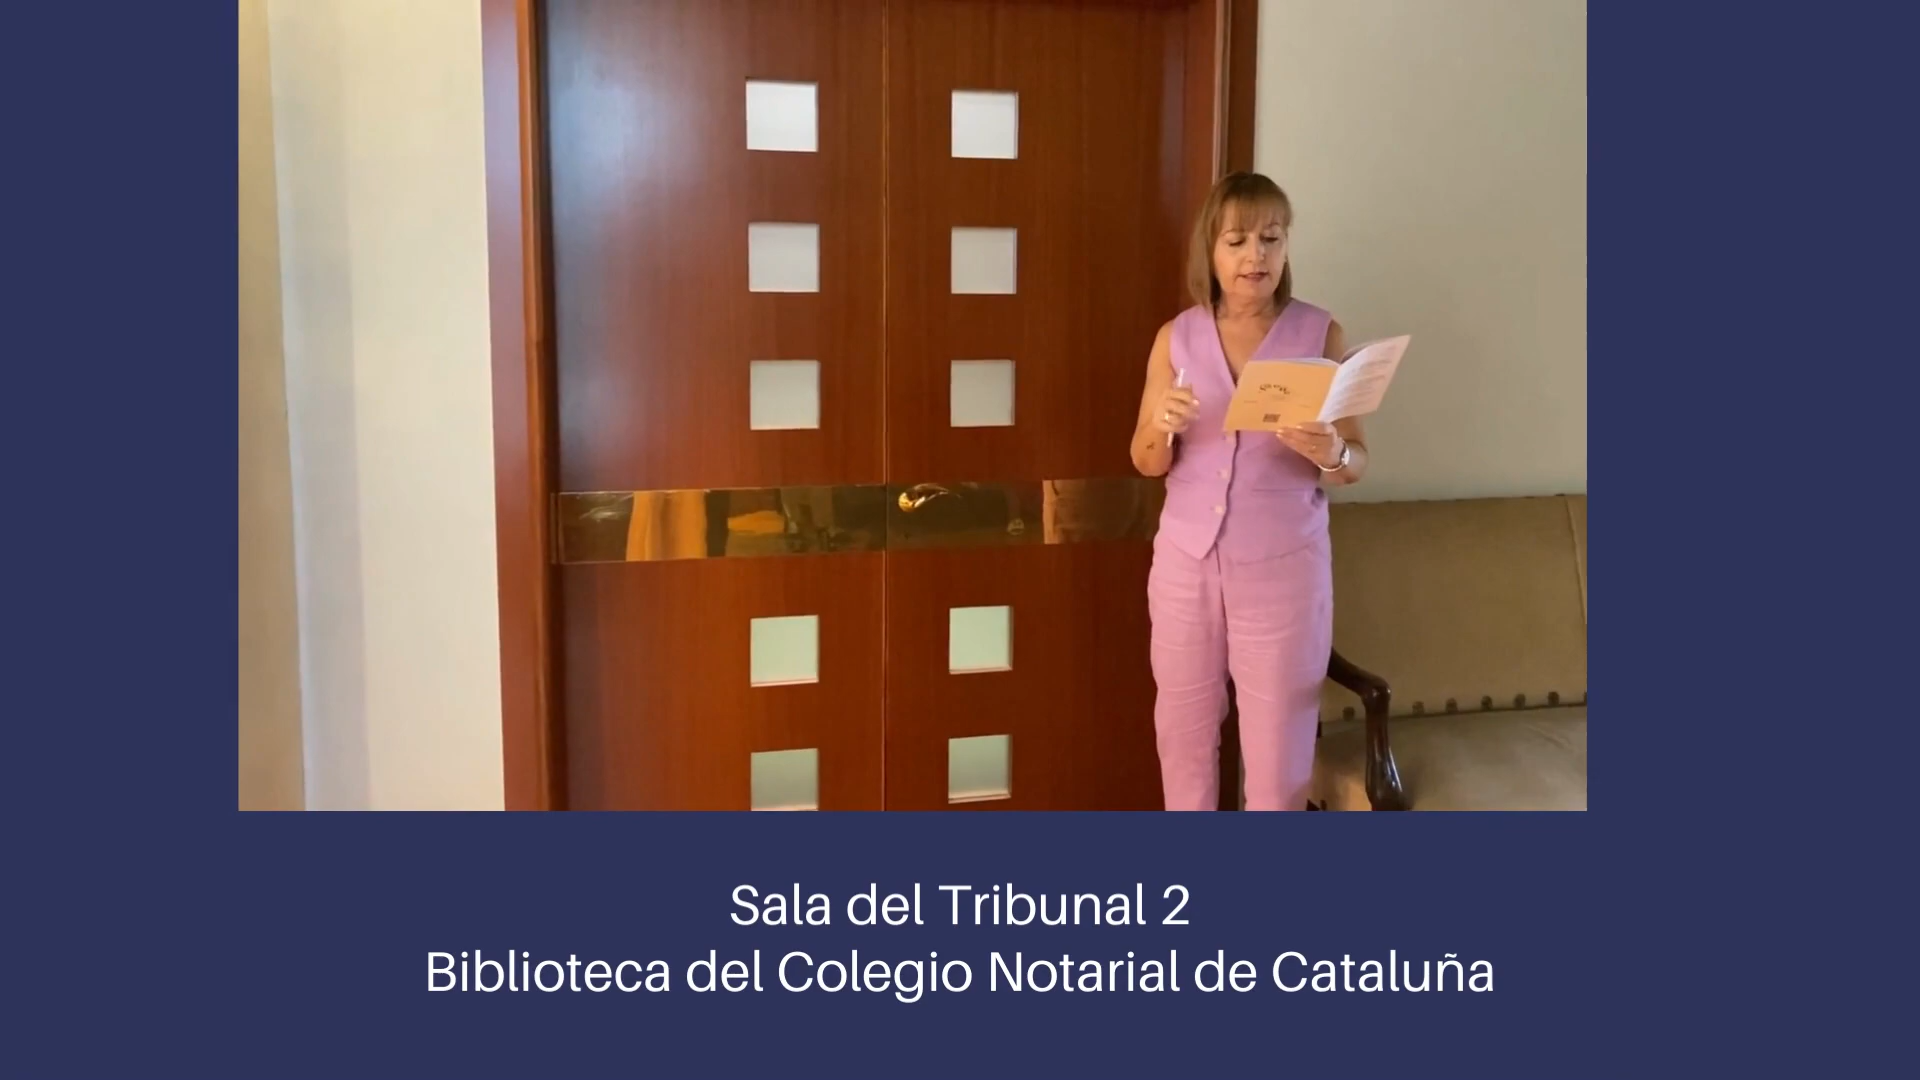 Sala del Tribunal 2
Biblioteca del Colegio Notarial de Cataluña